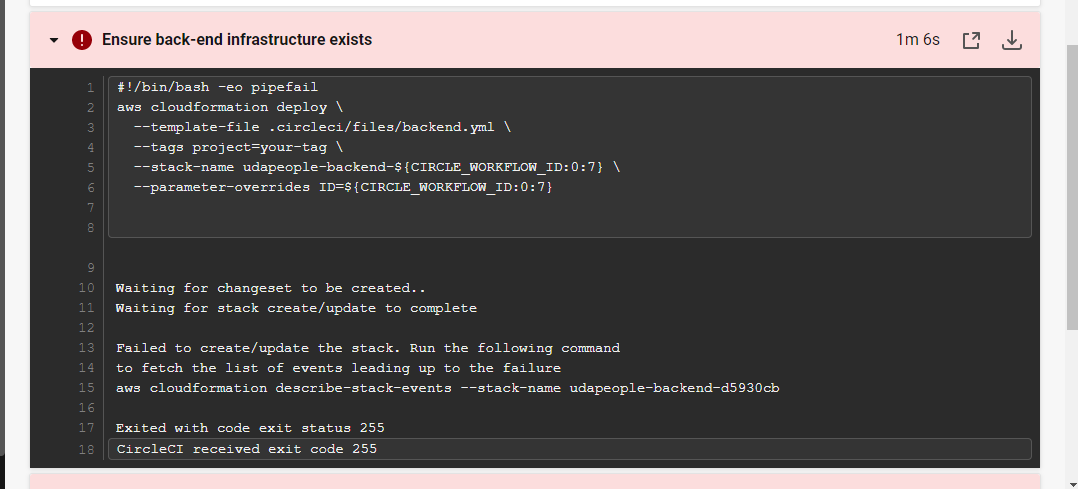 Ensure back-end infrastructure exists 1m 6s
1 #!/bin/bash -eo pipefail
2 aws cloudformation deploy \
3   --template-file .circleci/files/backend.yml \
4   --tags project=your-tag \
5   --stack-name udapeople-backend-${CIRCLE_WORKFLOW_ID:0:7} \
6   --parameter-overrides ID=${CIRCLE_WORKFLOW_ID:0:7}
7
8
9
10 Waiting for changeset to be created..
11 Waiting for stack create/update to complete
12
13 Failed to create/update the stack. Run the following command
14 to fetch the list of events leading up to the failure
15 aws cloudformation describe-stack-events --stack-name udapeople-backend-d5930cb
16
17 Exited with code exit status 255
18 CircleCI received exit code 255